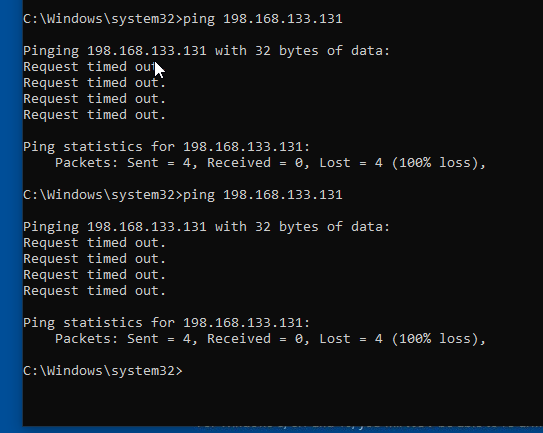 C:\Windows\system32>ping 198.168.133.131
Pinging 198.168.133.131 with 32 bytes of data:
Request timed out.
Request timed out.
Request timed out.
Request timed out.
Ping statistics for 198.168.133.131:
    Packets: Sent = 4, Received = 0, Lost = 4 (100% loss),
C:\Windows\system32>ping 198.168.133.131
Pinging 198.168.133.131 with 32 bytes of data:
Request timed out.
Request timed out.
Request timed out.
Request timed out.
Ping statistics for 198.168.133.131:
    Packets: Sent = 4, Received = 0, Lost = 4 (100% loss),
C:\Windows\system32>